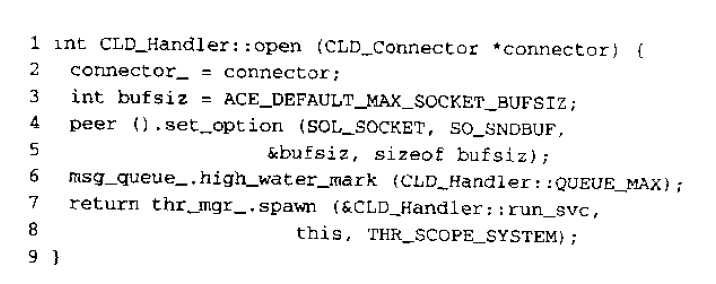 1 int CLD_Handler::open (CLD_Connector *connector) {
2 connector_ = connector;
3 int bufsiz = ACE_DEFAULT_MAX_SOCKET_BUFSIZ;
4 peer ().set_option (SOL_SOCKET, SO_SNDBUF,
5 &bufsiz, sizeof bufsiz);
6 msg_queue_.high_water_mark (CLD_Handler::QUEUE_MAX);
7 return thr_mgr_.spawn (&CLD_Handler::run_svc,
8 this, THR_SCOPE_SYSTEM);
9 }